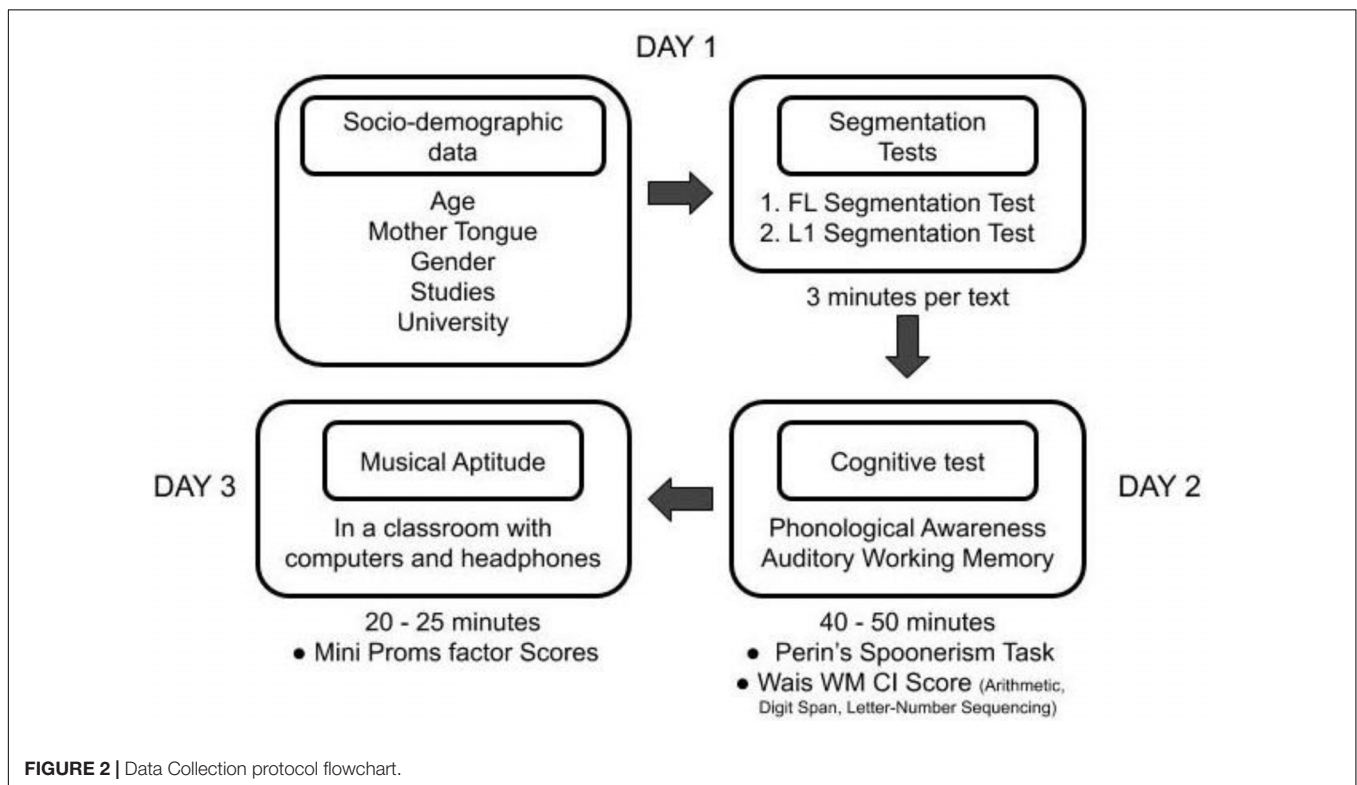 DAY 1
Socio-demographic
data
Age
Mother Tongue
Gender
Studies
University
Segmentation
Tests
1. FL Segmentation Test
2. L1 Segmentation Test
3 minutes per text
DAY 2
Cognitive test
Phonological Awareness
Auditory Working Memory
40 - 50 minutes
● Perin's Spoonerism Task
● Wais WM CI Score (Arithmetic,
Digit Span, Letter-Number Sequencing)
DAY 3
Musical Aptitude
In a classroom with
computers and headphones
20 - 25 minutes
● Mini Proms factor Scores
FIGURE 2 | Data Collection protocol flowchart.